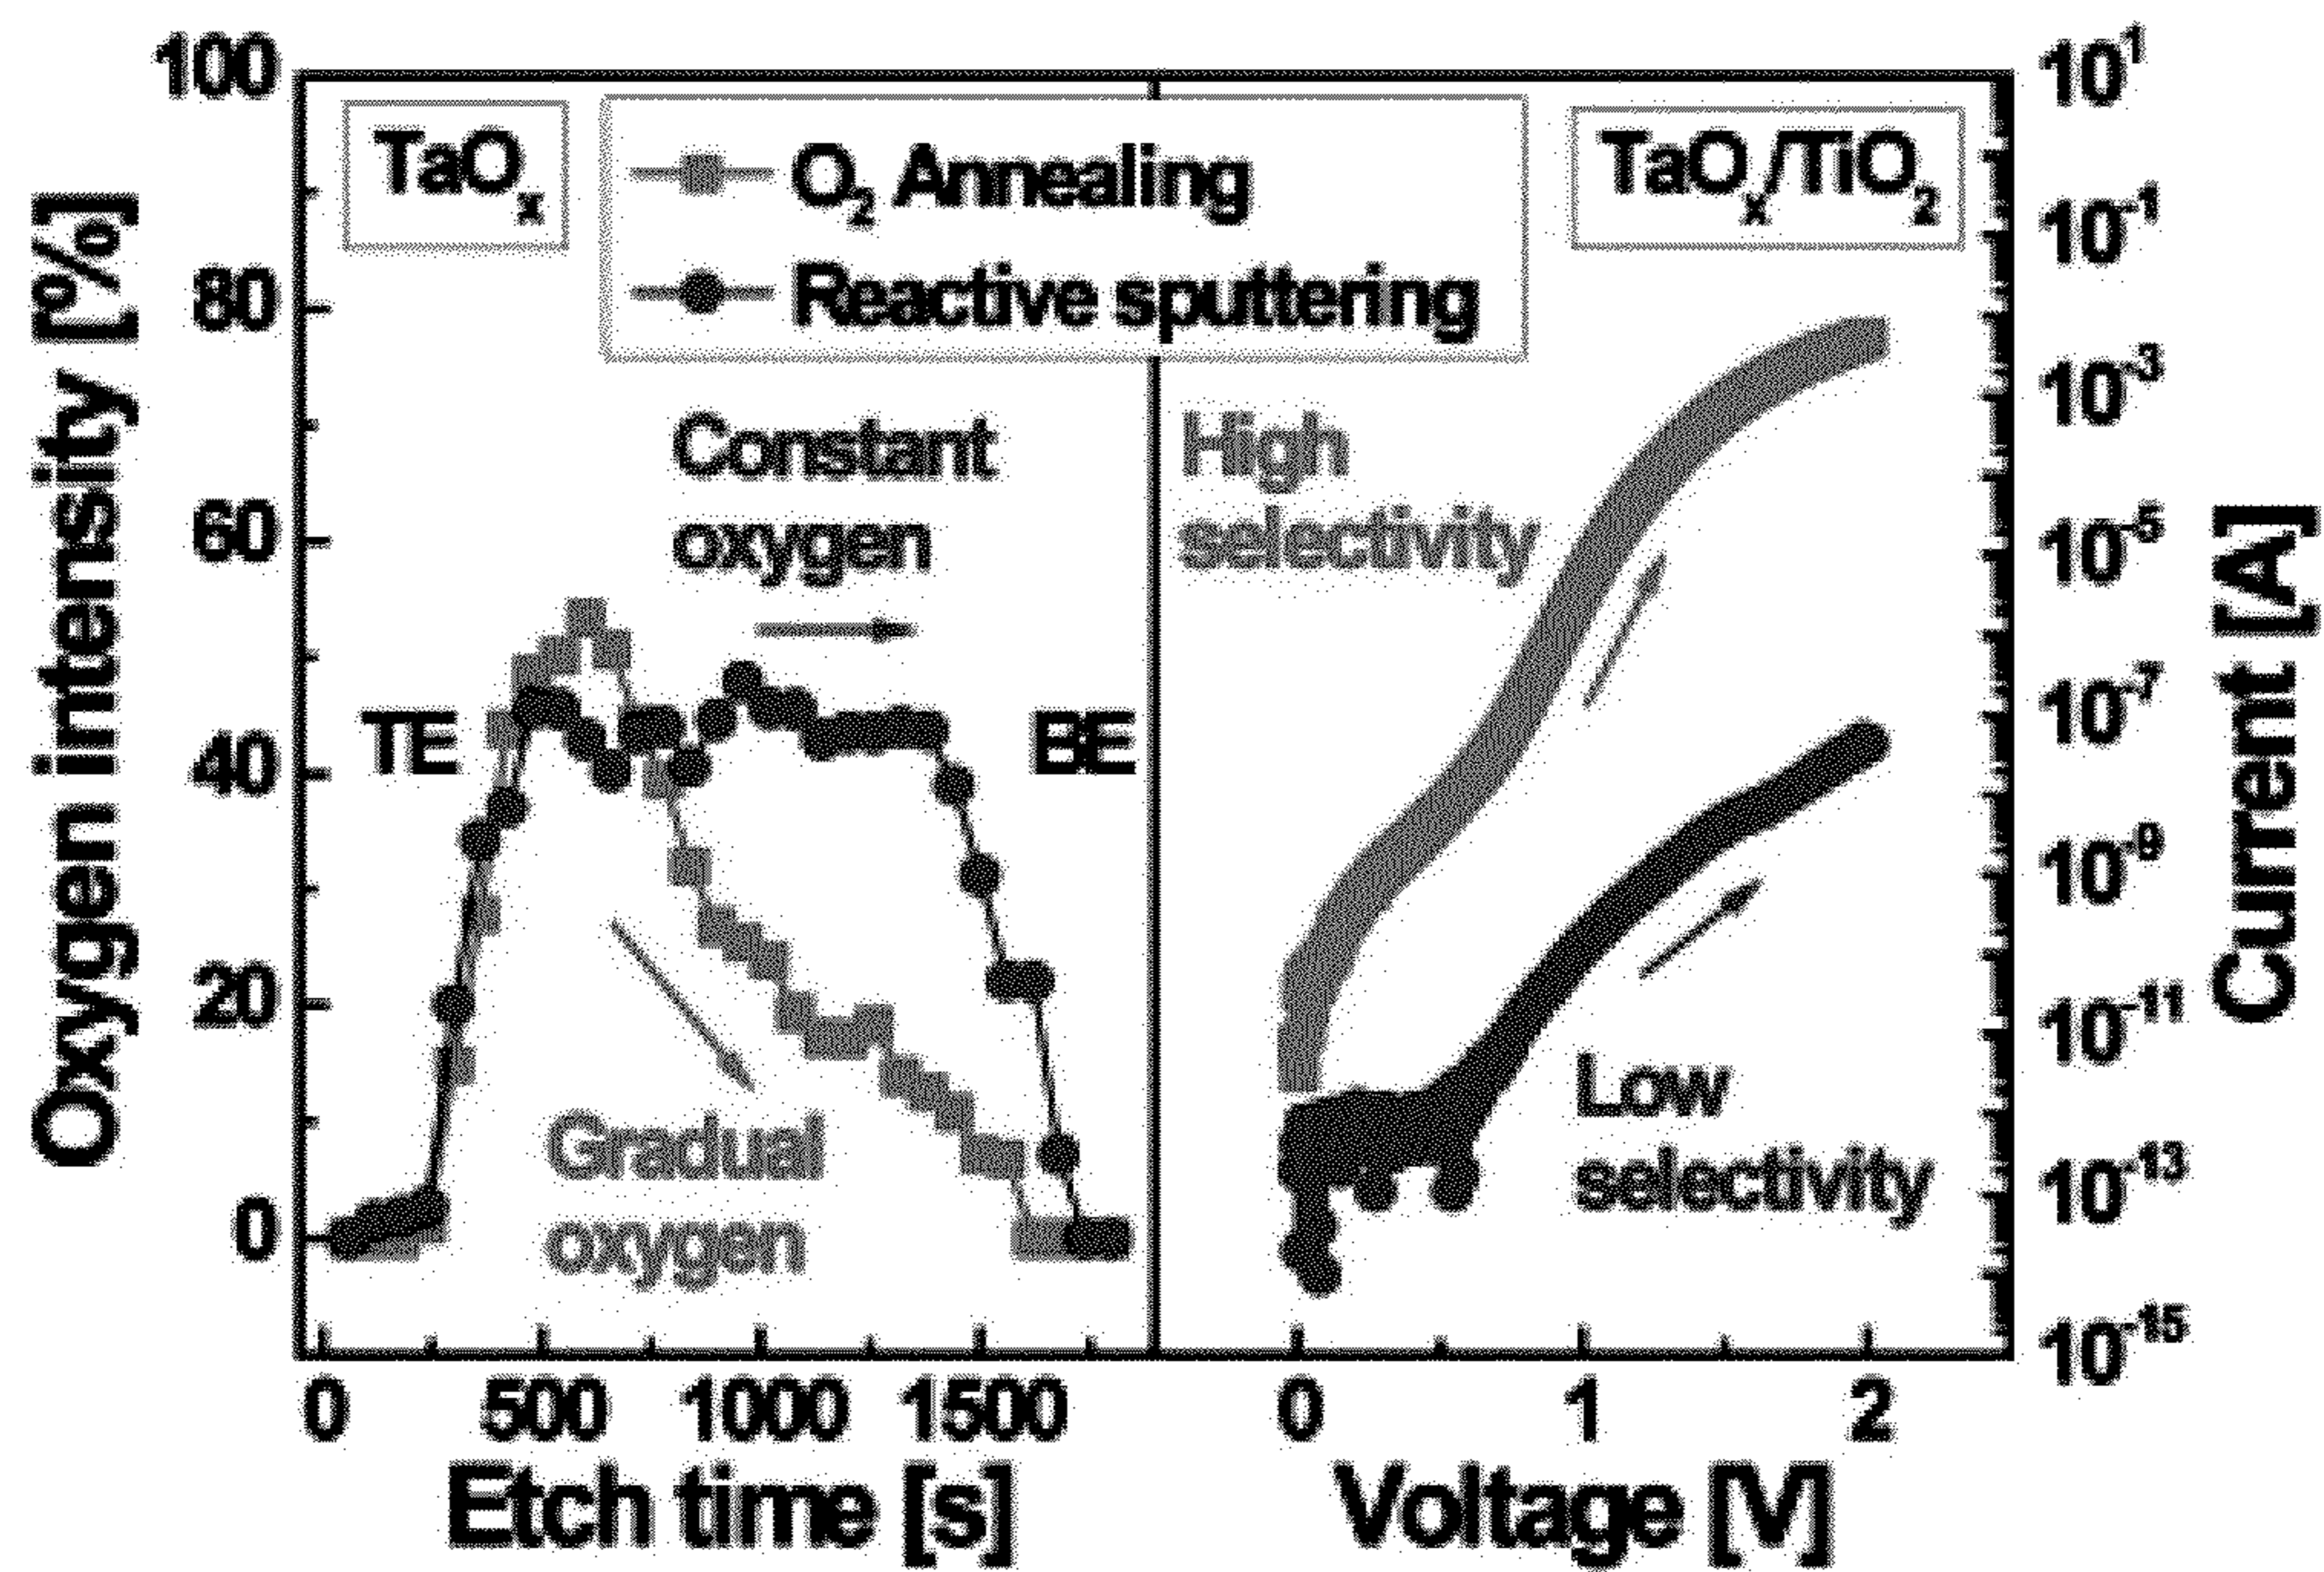 Oxygen intensity [%]
100
80
60
40
20
0
TaOₓ
O₂ Annealing
Reactive sputtering
Constant
oxygen
TE
BE
Gradual
oxygen
0 500 1000 1500
Etch time [s]
TaOₓ/TiO₂
High
selectivity
Low
selectivity
0 1 2
Voltage [V]
10¹
10⁻¹
10⁻³
10⁻⁵
10⁻⁷
10⁻⁹
10⁻¹¹
10⁻¹³
10⁻¹⁵
Current [A]